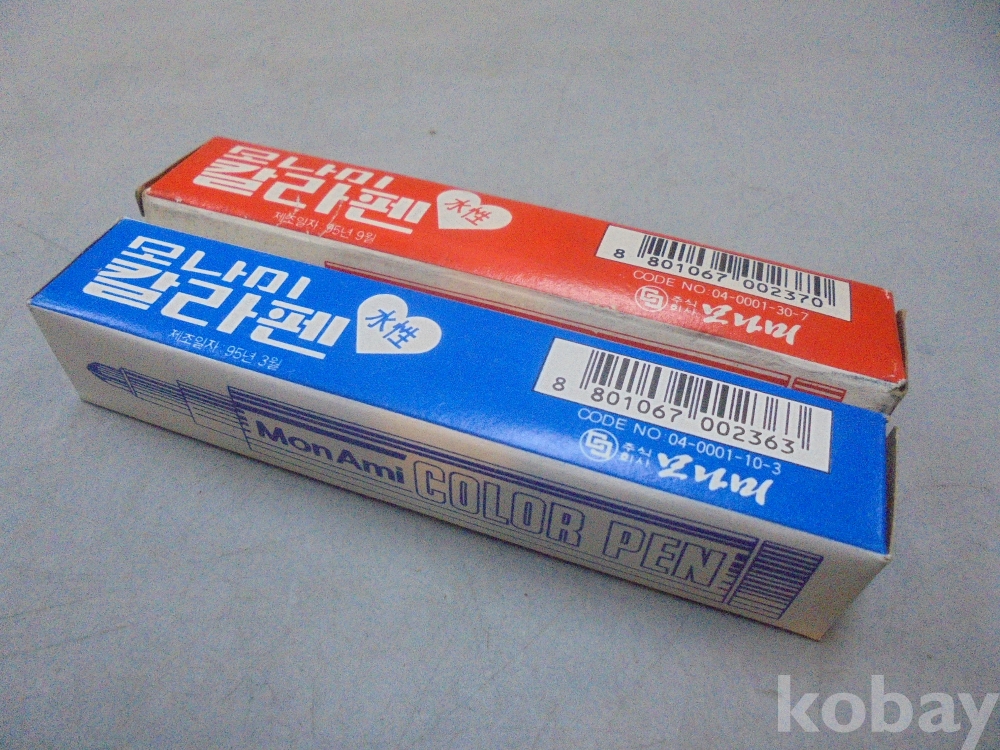 모나미
칼라펜
水性
제조일자 95년 9월
8 801067 002370
CODE NO:04-0001-30-7
주식
회사
모나미
모나미
칼라펜
水性
제조일자 95년 3월
8 801067 002363
CODE NO 04-0001-10-3
주식
회사
모나미
MonAmi COLOR PEN
kobay